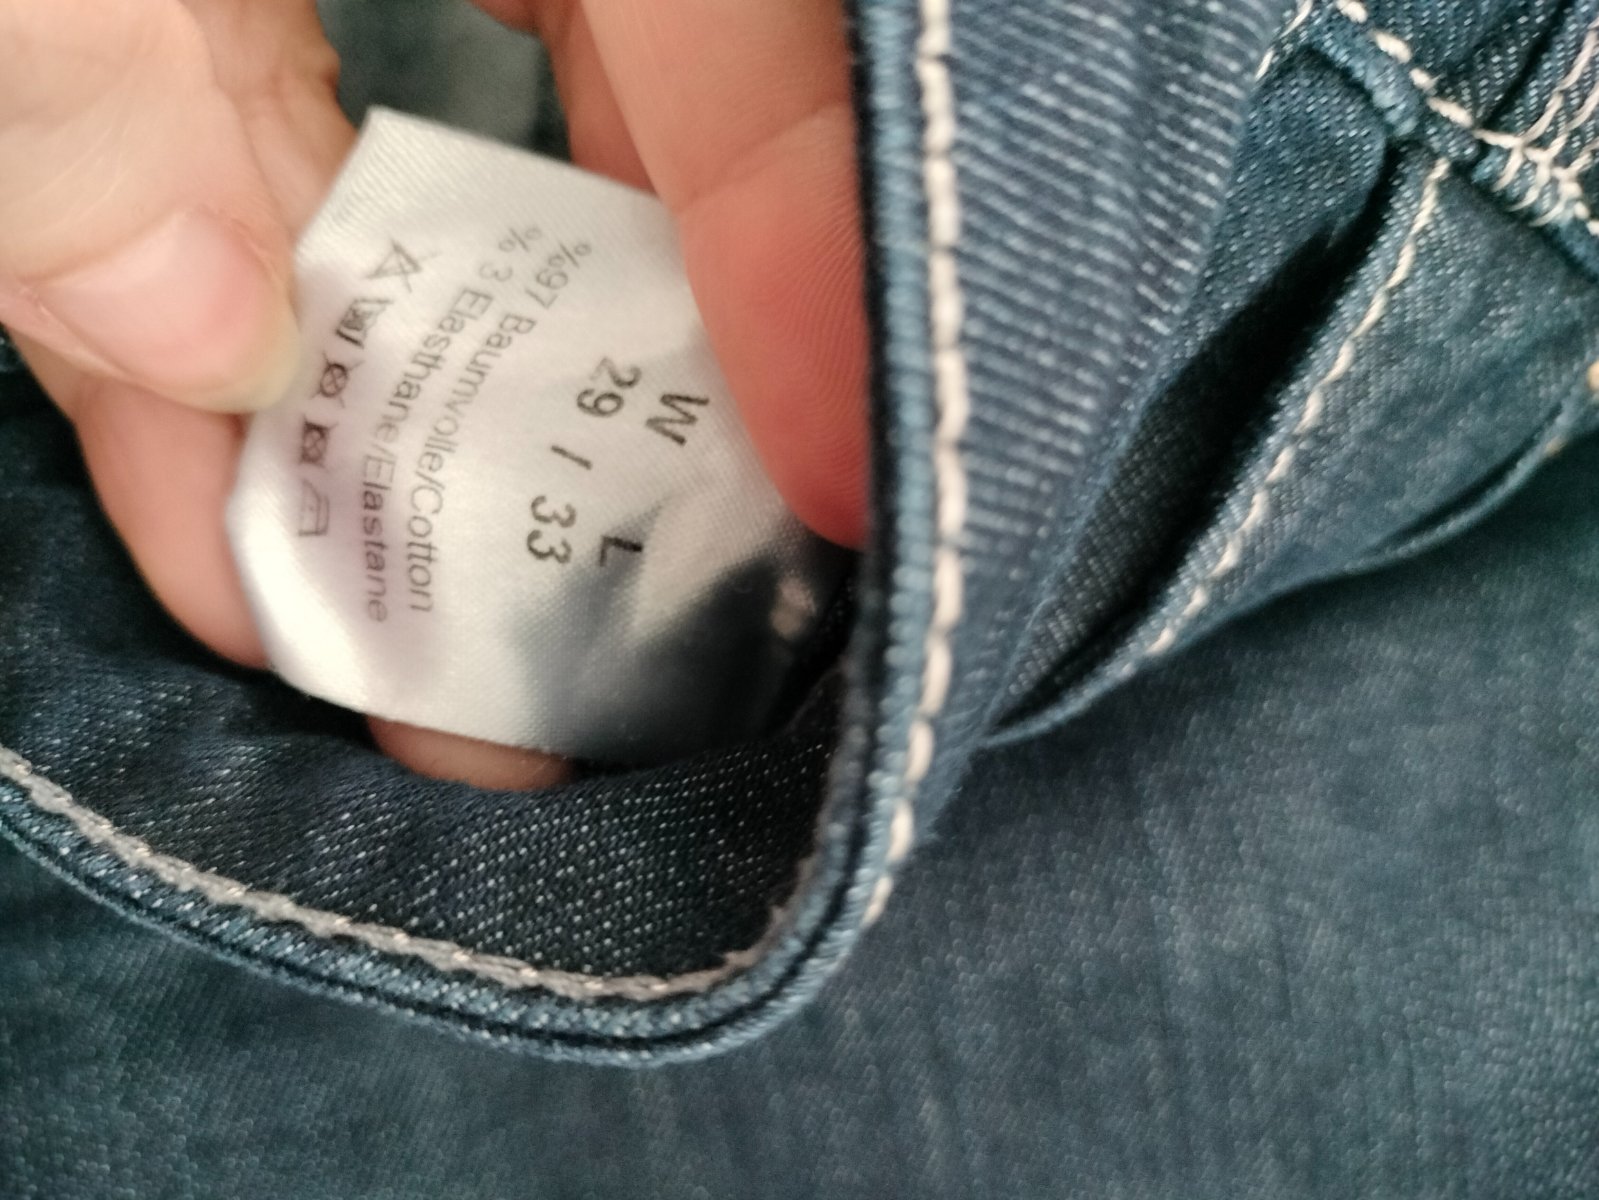 W L
29 / 33
%97 Baumwolle/Cotton
% 3 Elasthane/Elastane